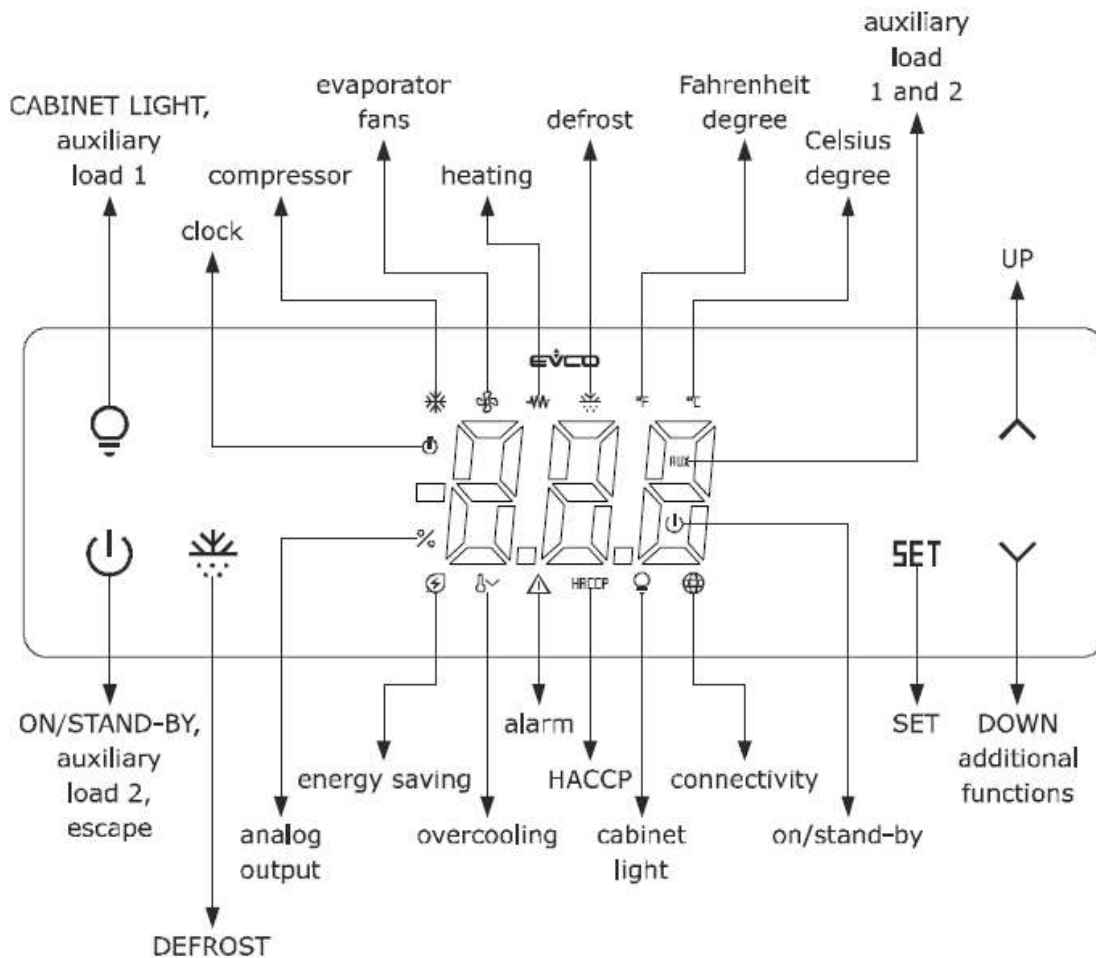 auxiliary
load
1 and 2
evaporator
fans
Fahrenheit
degree
CABINET LIGHT,
auxiliary
load 1
defrost
Celsius
degree
compressor
heating
clock
UP
EVCO
°F
°C
AUX
%
SET
HACCP
ON/STAND-BY,
auxiliary
load 2,
escape
alarm
SET
DOWN
additional
functions
energy saving
HACCP
connectivity
analog
output
overcooling
cabinet
light
on/stand-by
DEFROST